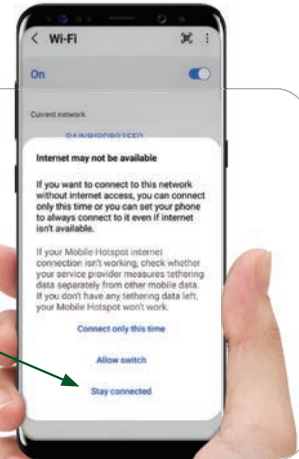 Wi-Fi
On
Current network
Internet may not be available
If you want to connect to this network
without internet access, you can connect
only this time or you can set your phone
to always connect to it even if internet
isn't available.
If your Mobile Hotspot internet
connection isn't working, check whether
your service provider measures tethering
data separately from other mobile data.
If you don't have any tethering data left,
your Mobile Hotspot won't work.
Connect only this time
Allow switch
Stay connected